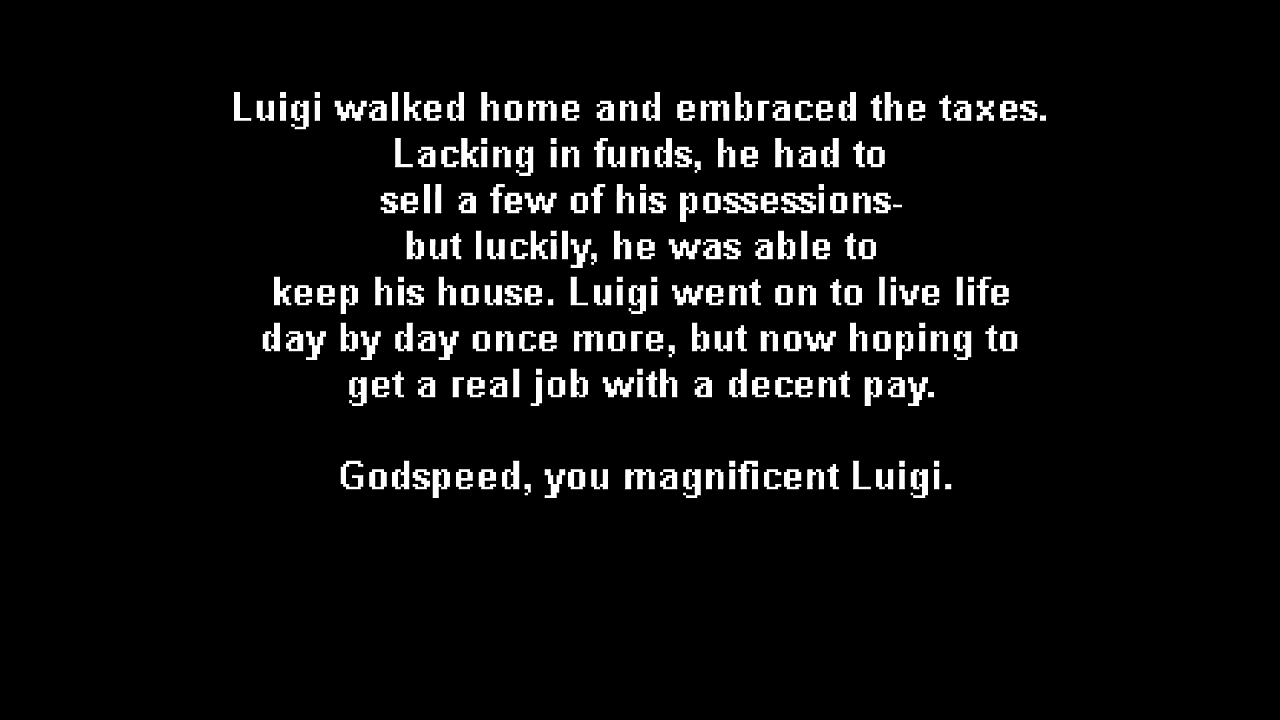 Luigi walked home and embraced the taxes.
Lacking in funds, he had to
sell a few of his possessions-
but luckily, he was able to
keep his house. Luigi went on to live life
day by day once more, but now hoping to
get a real job with a decent pay.
Godspeed, you magnificent Luigi.